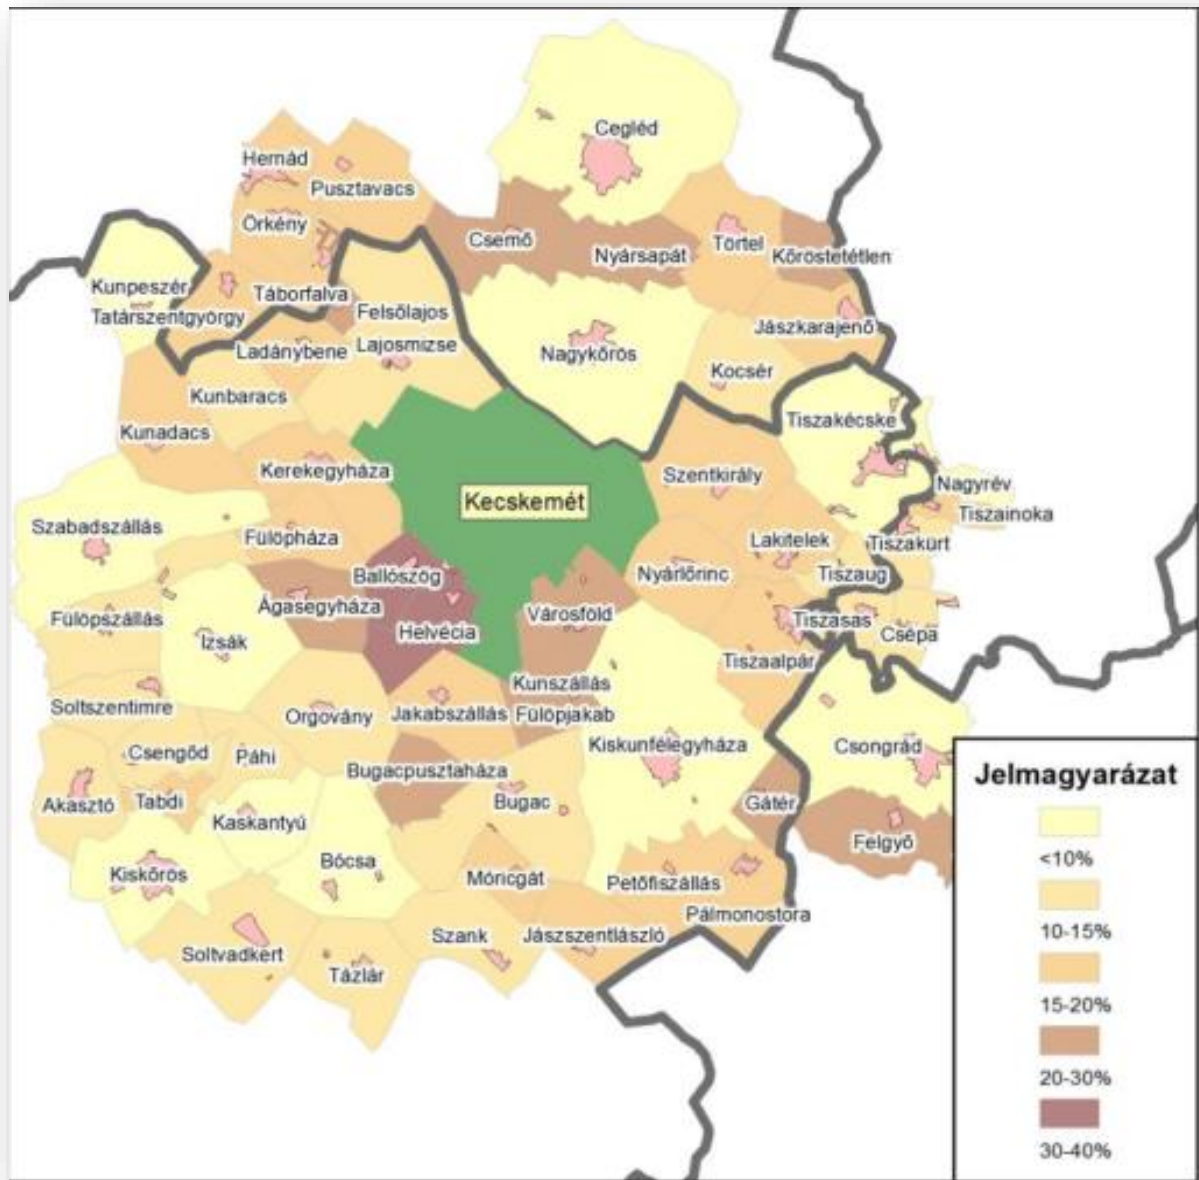 Cegléd
Hernád
Pusztavacs
Örkény
Csemő
Nyársapát
Törtel
Kőröstetétlen
Kunpeszér
Táborfalva
Tatárszentgyörgy
Felsőlajos
Jászkarajenő
Ladánybene
Lajosmizse
Nagykőrös
Kocsér
Kunbaracs
Tiszakécske
Kunadacs
Kerekegyháza
Szentkirály
Nagyrév
Kecskemét
Tiszainoka
Szabadszállás
Fülöpháza
Lakitelek
Tiszakürt
Ballószög
Nyárlőrinc
Tiszaug
Ágasegyháza
Városföld
Fülöpszállás
Izsák
Helvécia
Tiszasas
Csépa
Tiszaalpár
Kunszállás
Soltszentimre
Orgovány
Jakabszállás
Fülöpjakab
Csengőd
Páhi
Kiskunfélegyháza
Csongrád
Bugacpusztaháza
Jelmagyarázat
Akasztó
Tabdi
Bugac
Gátér
Kaskantyú
Felgyő
<10%
Kiskőrös
Bócsa
Móricgát
Petőfiszállás
Pálmonostora
10-15%
Soltvadkert
Szank
Jászszentlászló
Tázlár
15-20%
20-30%
30-40%